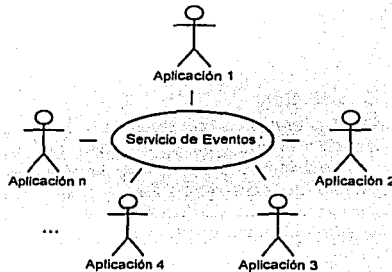 Aplicación 1
Servicio de Eventos
Aplicación n
Aplicación 2
...
Aplicación 4
Aplicación 3